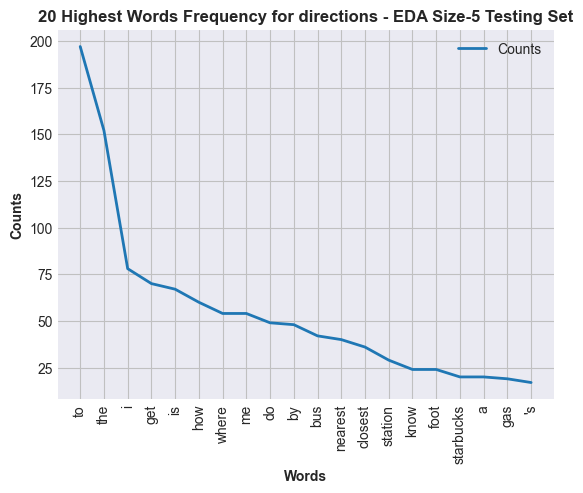 20 Highest Words Frequency for directions - EDA Size-5 Testing Set
Counts
200
175
150
125
100
75
50
25
Counts
to
the
i
get
is
how
where
me
do
by
bus
nearest
closest
station
know
foot
starbucks
a
gas
's
Words